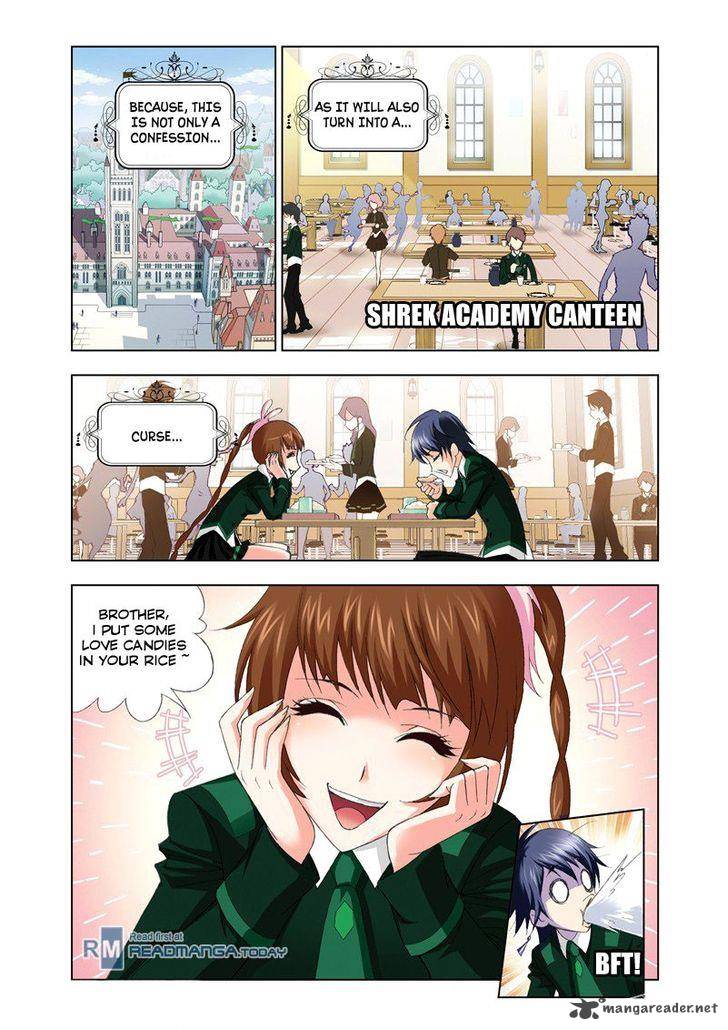 BECAUSE, THIS
IS NOT ONLY A
CONFESSION...
AS IT WILL ALSO
TURN INTO A...
SHREK ACADEMY CANTEEN
CURSE...
BROTHER,
I PUT SOME
LOVE CANDIES
IN YOUR RICE ~
BFT!
RM
Read first at
READMANGA.TODAY
mangareader.net